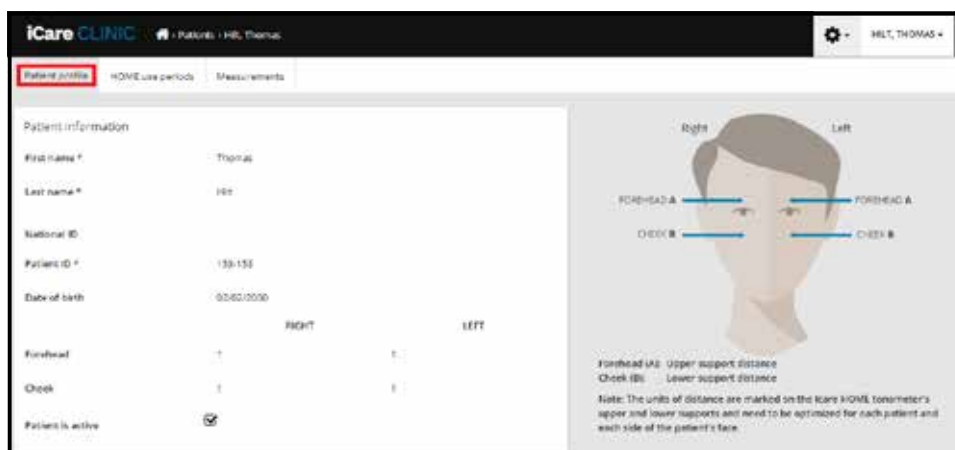 iCare CLINIC
Patients
Hilt, Thomas
HILT, THOMAS
Patient profile
HOME use periods
Measurements
Patient information
First name *
Thomas
Last name *
Hilt
National ID
Patient ID *
Date of birth
RIGHT
LEFT
Forehead
Cheek
Patient is active
Right
Left
FOREHEAD A
FOREHEAD A
CHEEK B
CHEEK B
Forehead (A): Upper support distance
Cheek (B): Lower support distance
Note: The units of distance are marked on the Icare HOME tonometer's
upper and lower supports and need to be optimized for each patient and
each side of the patient's face